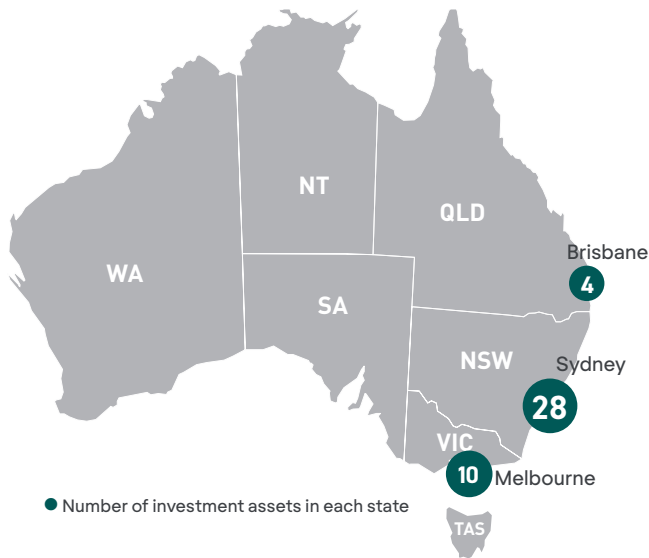 NT
QLD
Brisbane
4
WA
SA
NSW
Sydney
28
VIC
10
Melbourne
Number of investment assets in each state
TAS